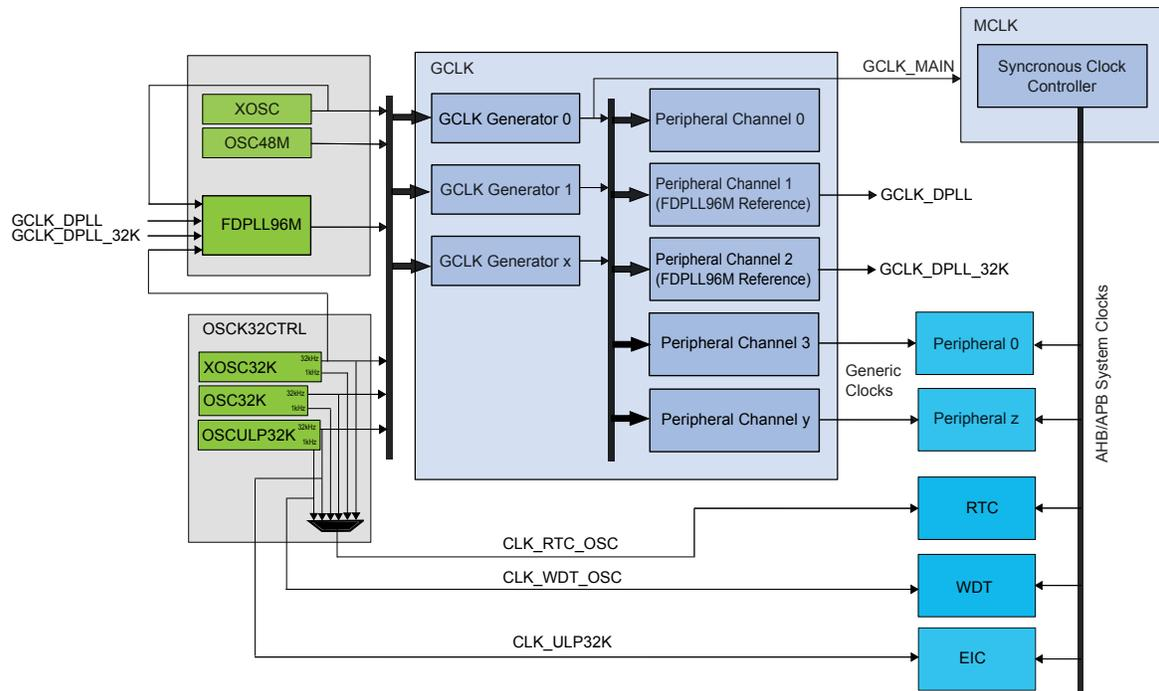 MCLK
Syncronous Clock
Controller
GCLK
GCLK_MAIN
XOSC
OSC48M
FDPLL96M
GCLK_DPLL
GCLK_DPLL_32K
GCLK Generator 0
GCLK Generator 1
GCLK Generator x
Peripheral Channel 0
Peripheral Channel 1
(FDPLL96M Reference)
GCLK_DPLL
Peripheral Channel 2
(FDPLL96M Reference)
GCLK_DPLL_32K
Peripheral Channel 3
Generic
Clocks
Peripheral Channel y
Peripheral 0
Peripheral z
AHB/APB System Clocks
OSCK32CTRL
XOSC32K
32kHz
1kHz
OSC32K
32kHz
1kHz
OSCULP32K
32kHz
1kHz
RTC
CLK_RTC_OSC
WDT
CLK_WDT_OSC
EIC
CLK_ULP32K